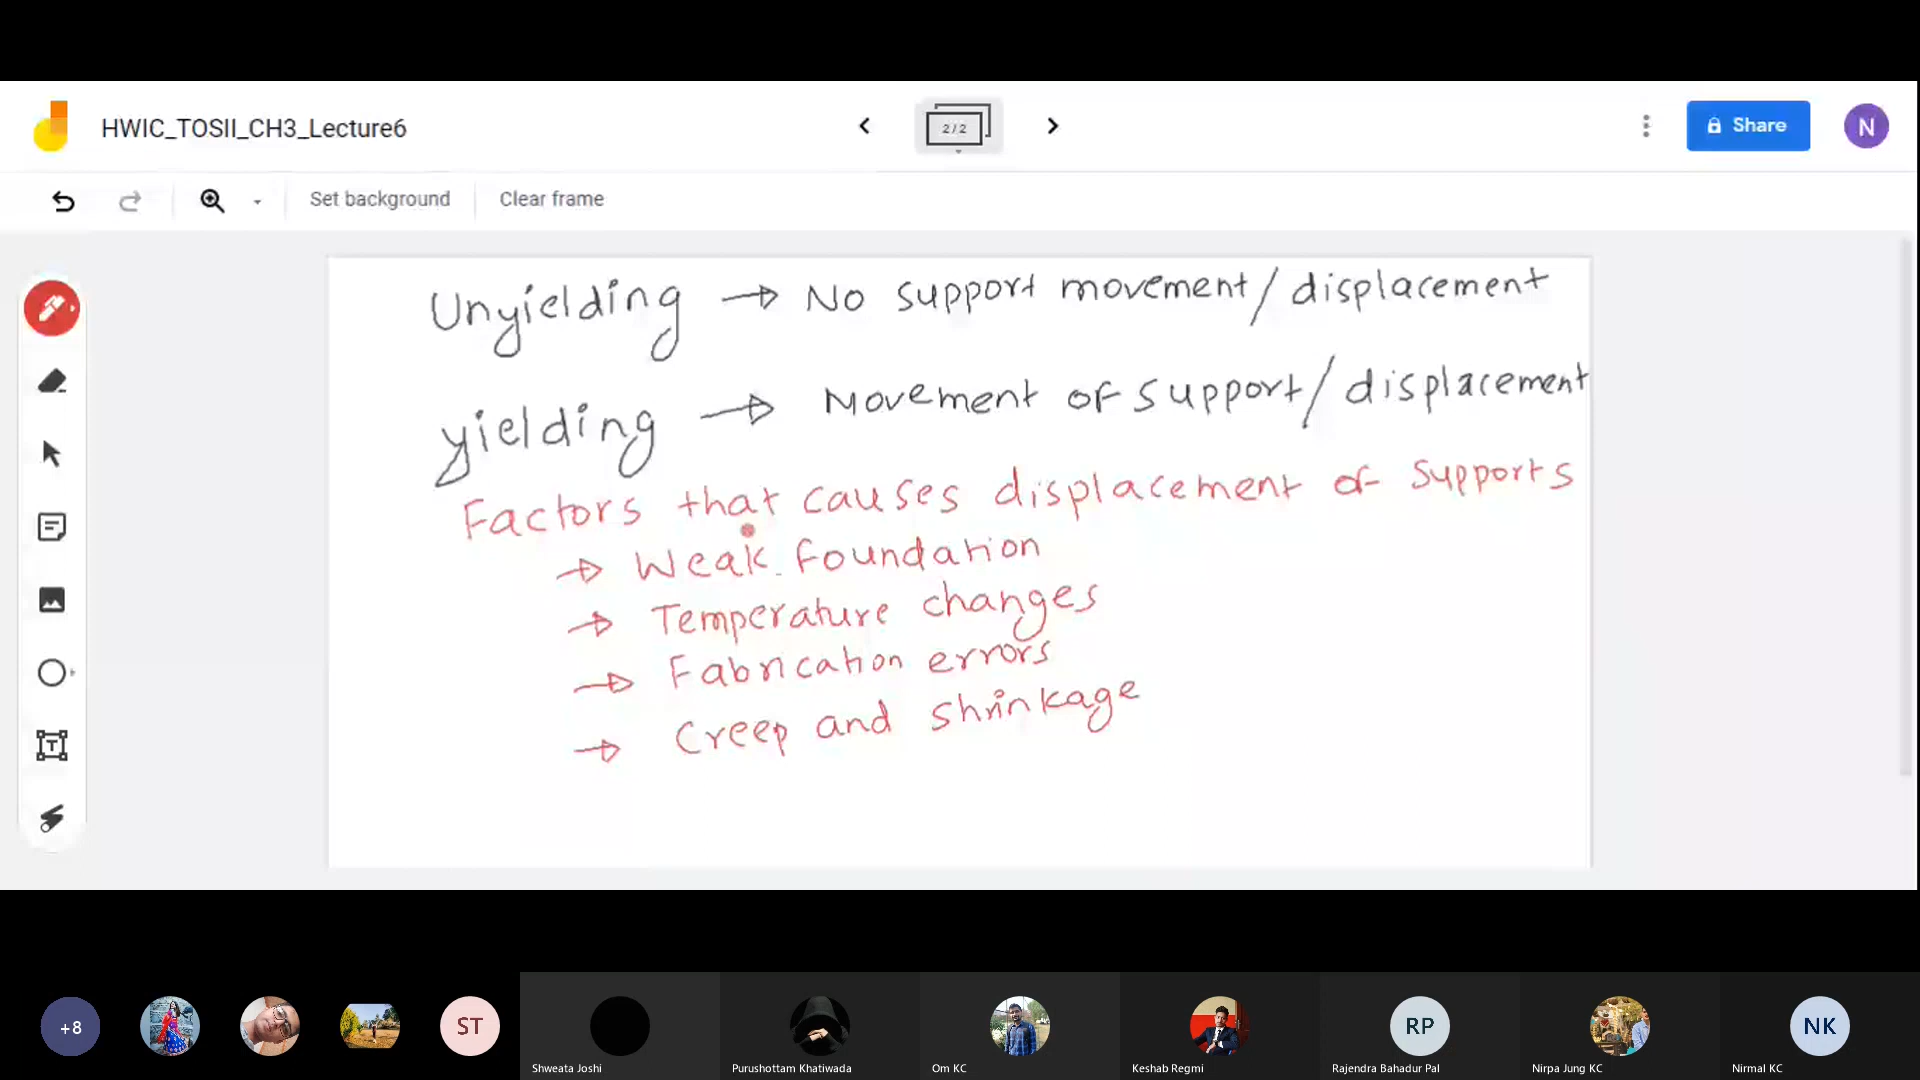 HWIC_TOSII_CH3_Lecture6
2/2
Share
N
Set background
Clear frame
Unyielding → No support movement/displacement
yielding → Movement of support/displacement
Factors that causes displacement of supports
→ Weak foundation
→ Temperature changes
→ Fabrication errors
→ Creep and shrinkage
+8
ST
RP
NK
Shweata Joshi
Purushottam Khatiwada
Om KC
Keshab Regmi
Rajendra Bahadur Pal
Nirpa Jung KC
Nirmal KC